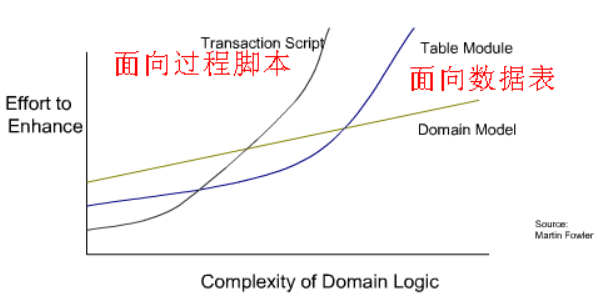 Transaction Script
面向过程脚本
Table Module
面向数据表
Effort to
Enhance
Domain Model
Source:
Martin Fowler
Complexity of Domain Logic